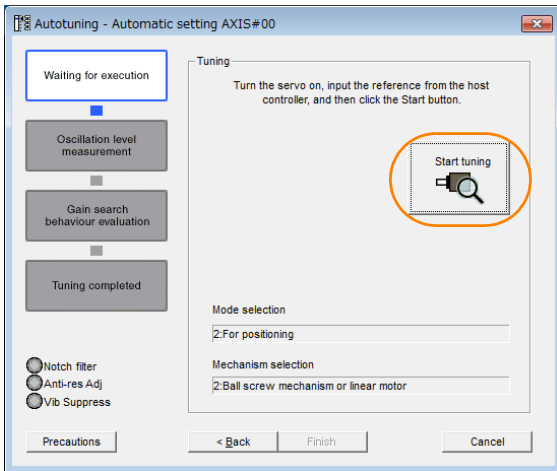 Autotuning - Automatic setting AXIS#00
Waiting for execution
Oscillation level
measurement
Gain search
behaviour evaluation
Tuning completed
Notch filter
Anti-res Adj
Vib Suppress
Precautions
Tuning
Turn the servo on, input the reference from the host
controller, and then click the Start button.
Start tuning
Mode selection
2:For positioning
Mechanism selection
2:Ball screw mechanism or linear motor
< Back
Finish
Cancel